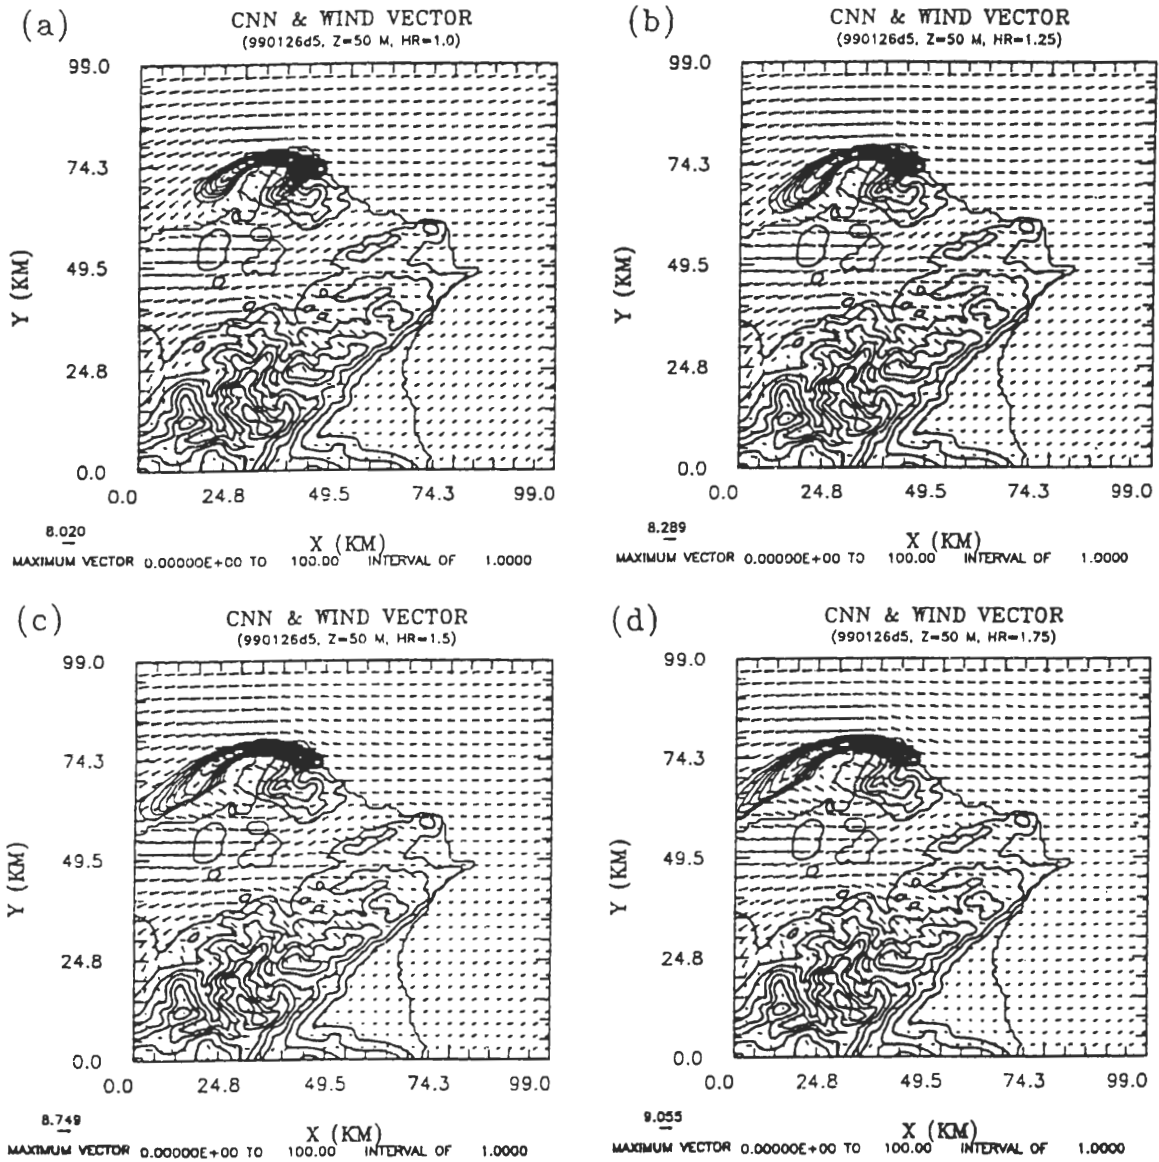 (a)
CNN & WIND VECTOR
(990126d5, Z=50 M, HR=1.0)
99.0
74.3
49.5
24.8
0.0
Y (KM)
0.0 24.8 49.5 74.3 99.0
X (KM)
8.020
MAXIMUM VECTOR 0.00000E+00 TO 100.00 INTERVAL OF 1.0000
(b)
CNN & WIND VECTOR
(990126d5, Z=50 M, HR=1.25)
99.0
74.3
49.5
24.8
0.0
Y (KM)
0.0 24.8 49.5 74.3 99.0
X (KM)
8.289
MAXIMUM VECTOR 0.00000E+00 TO 100.00 INTERVAL OF 1.0000
(c)
CNN & WIND VECTOR
(990126d5, Z=50 M, HR=1.5)
99.0
74.3
49.5
24.8
0.0
Y (KM)
0.0 24.8 49.5 74.3 99.0
X (KM)
8.749
MAXIMUM VECTOR 0.00000E+00 TO 100.00 INTERVAL OF 1.0000
(d)
CNN & WIND VECTOR
(990126d5, Z=50 M, HR=1.75)
99.0
74.3
49.5
24.8
0.0
Y (KM)
0.0 24.8 49.5 74.3 99.0
X (KM)
9.055
MAXIMUM VECTOR 0.00000E+00 TO 100.00 INTERVAL OF 1.0000